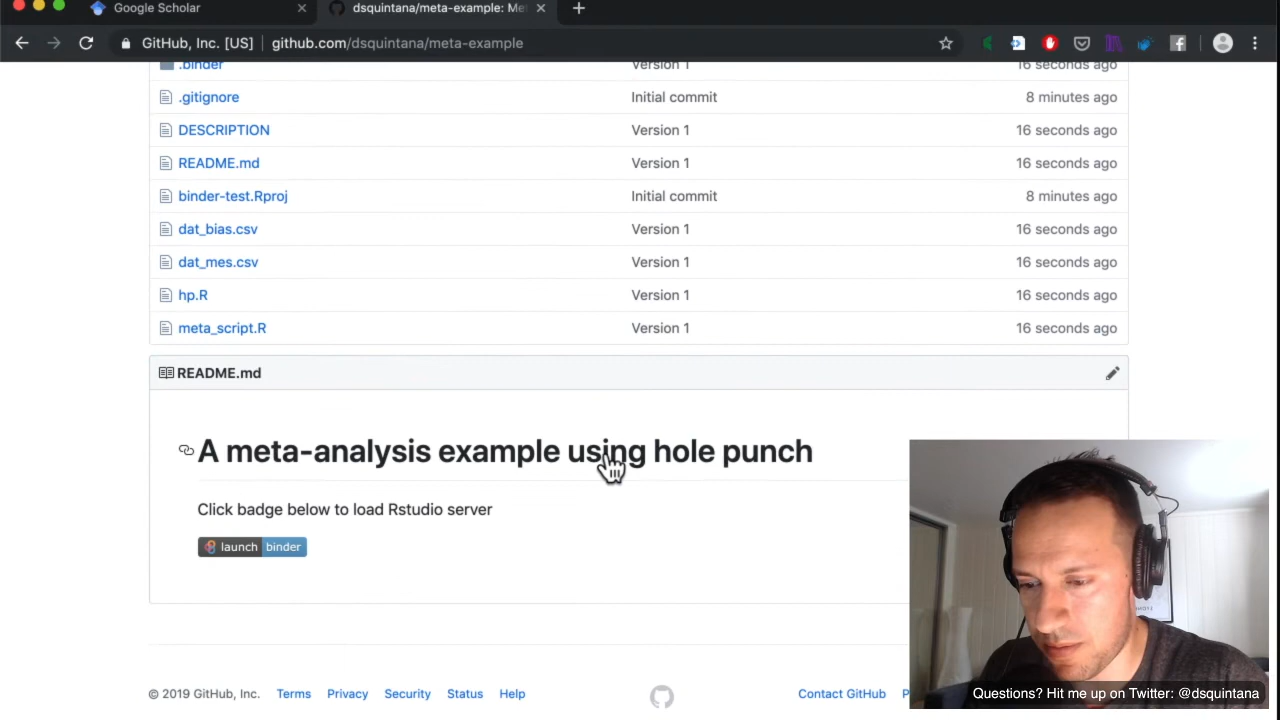 Google Scholar
dsquintana/meta-example: Me
GitHub, Inc. [US] | github.com/dsquintana/meta-example
.binder Version 1 16 seconds ago
.gitignore Initial commit 8 minutes ago
DESCRIPTION Version 1 16 seconds ago
README.md Version 1 16 seconds ago
binder-test.Rproj Initial commit 8 minutes ago
dat_bias.csv Version 1 16 seconds ago
dat_mes.csv Version 1 16 seconds ago
hp.R Version 1 16 seconds ago
meta_script.R Version 1 16 seconds ago
README.md
A meta-analysis example using hole punch
Click badge below to load Rstudio server
launch binder
© 2019 GitHub, Inc. Terms Privacy Security Status Help Contact GitHub P
Questions? Hit me up on Twitter: @dsquintana